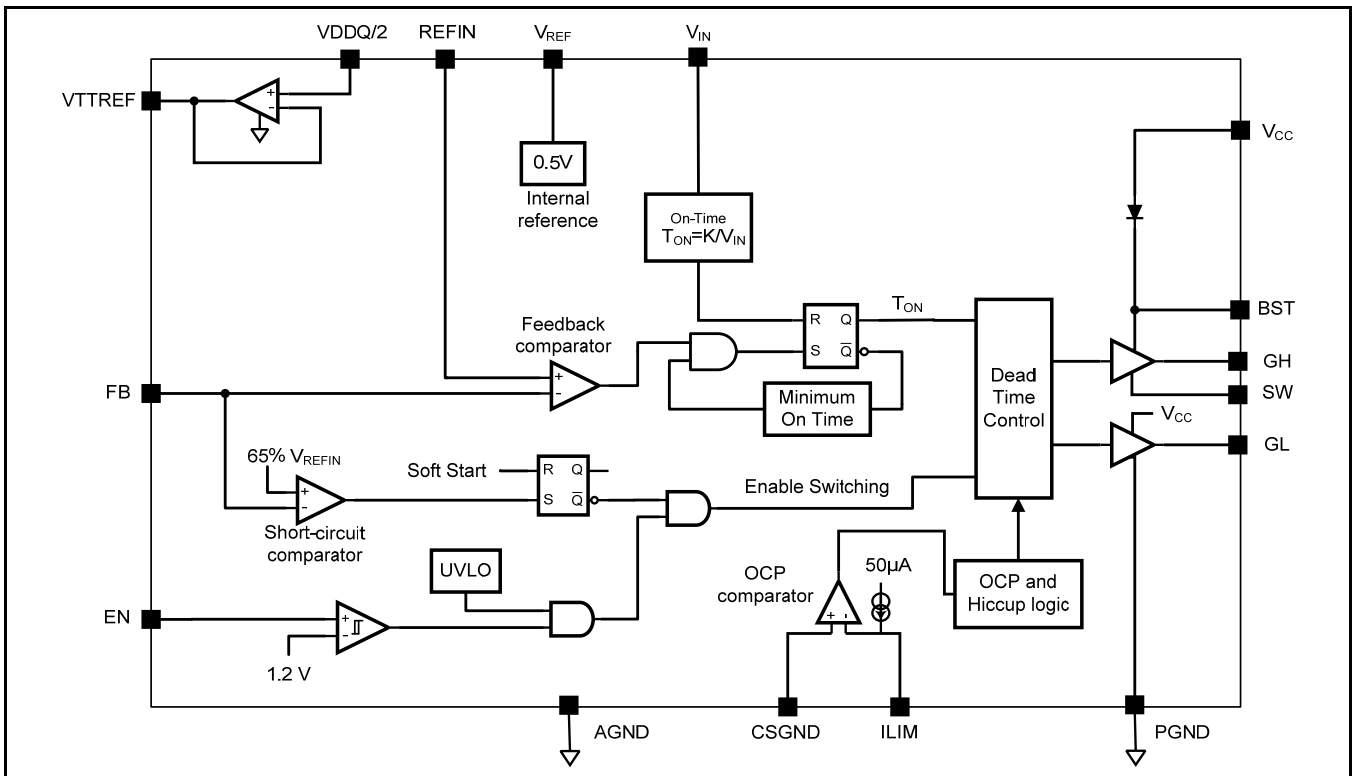 VDDQ/2
REFIN
VREF
VIN
VTTREF
+
-
VCC
0.5V
Internal
reference
On-Time
TON=K/VIN
BST
R Q
TON
S Q̅
Feedback
comparator
+
-
GH
SW
FB
Minimum
On Time
Dead
Time
Control
VCC
GL
65% VREFIN
+
-
Short-circuit
comparator
Soft Start
R Q
S Q̅
Enable Switching
UVLO
OCP
comparator
50µA
+ -
OCP and
Hiccup logic
EN
+
-
1.2 V
AGND
CSGND
ILIM
PGND